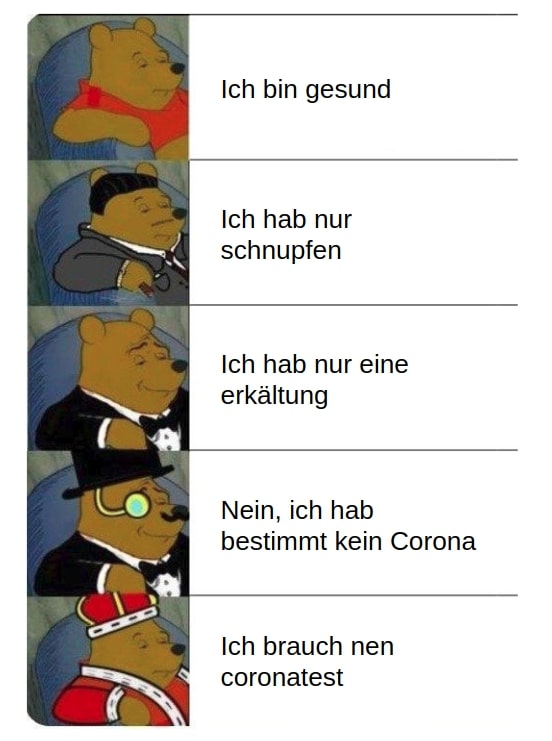 Ich bin gesund
Ich hab nur
schnupfen
Ich hab nur eine
erkältung
Nein, ich hab
bestimmt kein Corona
Ich brauch nen
coronatest